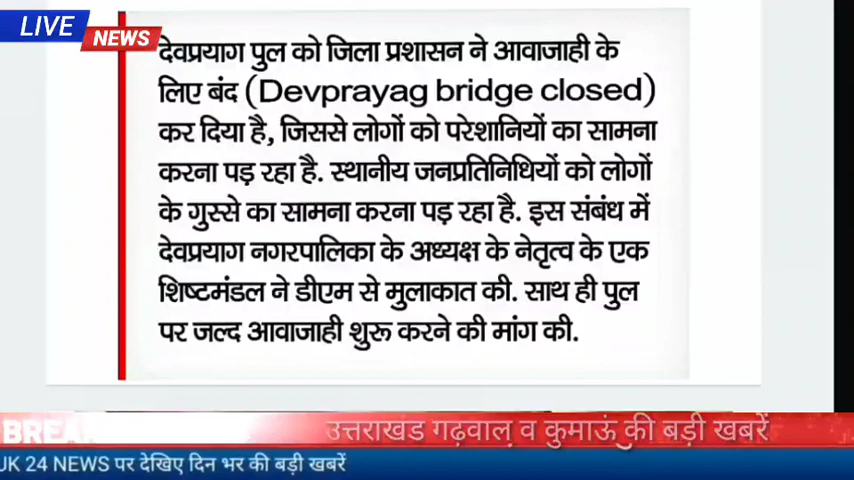 LIVE
NEWS
देवप्रयाग पुल को जिला प्रशासन ने आवाजाही के
लिए बंद (Devprayag bridge closed)
कर दिया है, जिससे लोगों को परेशानियों का सामना
करना पड़ रहा है. स्थानीय जनप्रतिनिधियों को लोगों
के गुस्से का सामना करना पड़ रहा है. इस संबंध में
देवप्रयाग नगरपालिका के अध्यक्ष के नेतृत्व के एक
शिष्टमंडल ने डीएम से मुलाकात की. साथ ही पुल
पर जल्द आवाजाही शुरू करने की मांग की.
उत्तराखंड गढ़वाल व कुमाऊं की बड़ी खबरें
UK 24 NEWS पर देखिए दिन भर की बड़ी खबरें